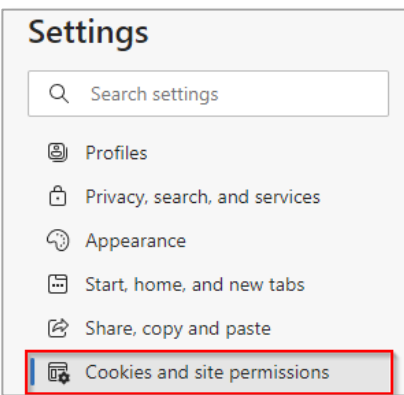 Settings
Search settings
Profiles
Privacy, search, and services
Appearance
Start, home, and new tabs
Share, copy and paste
Cookies and site permissions